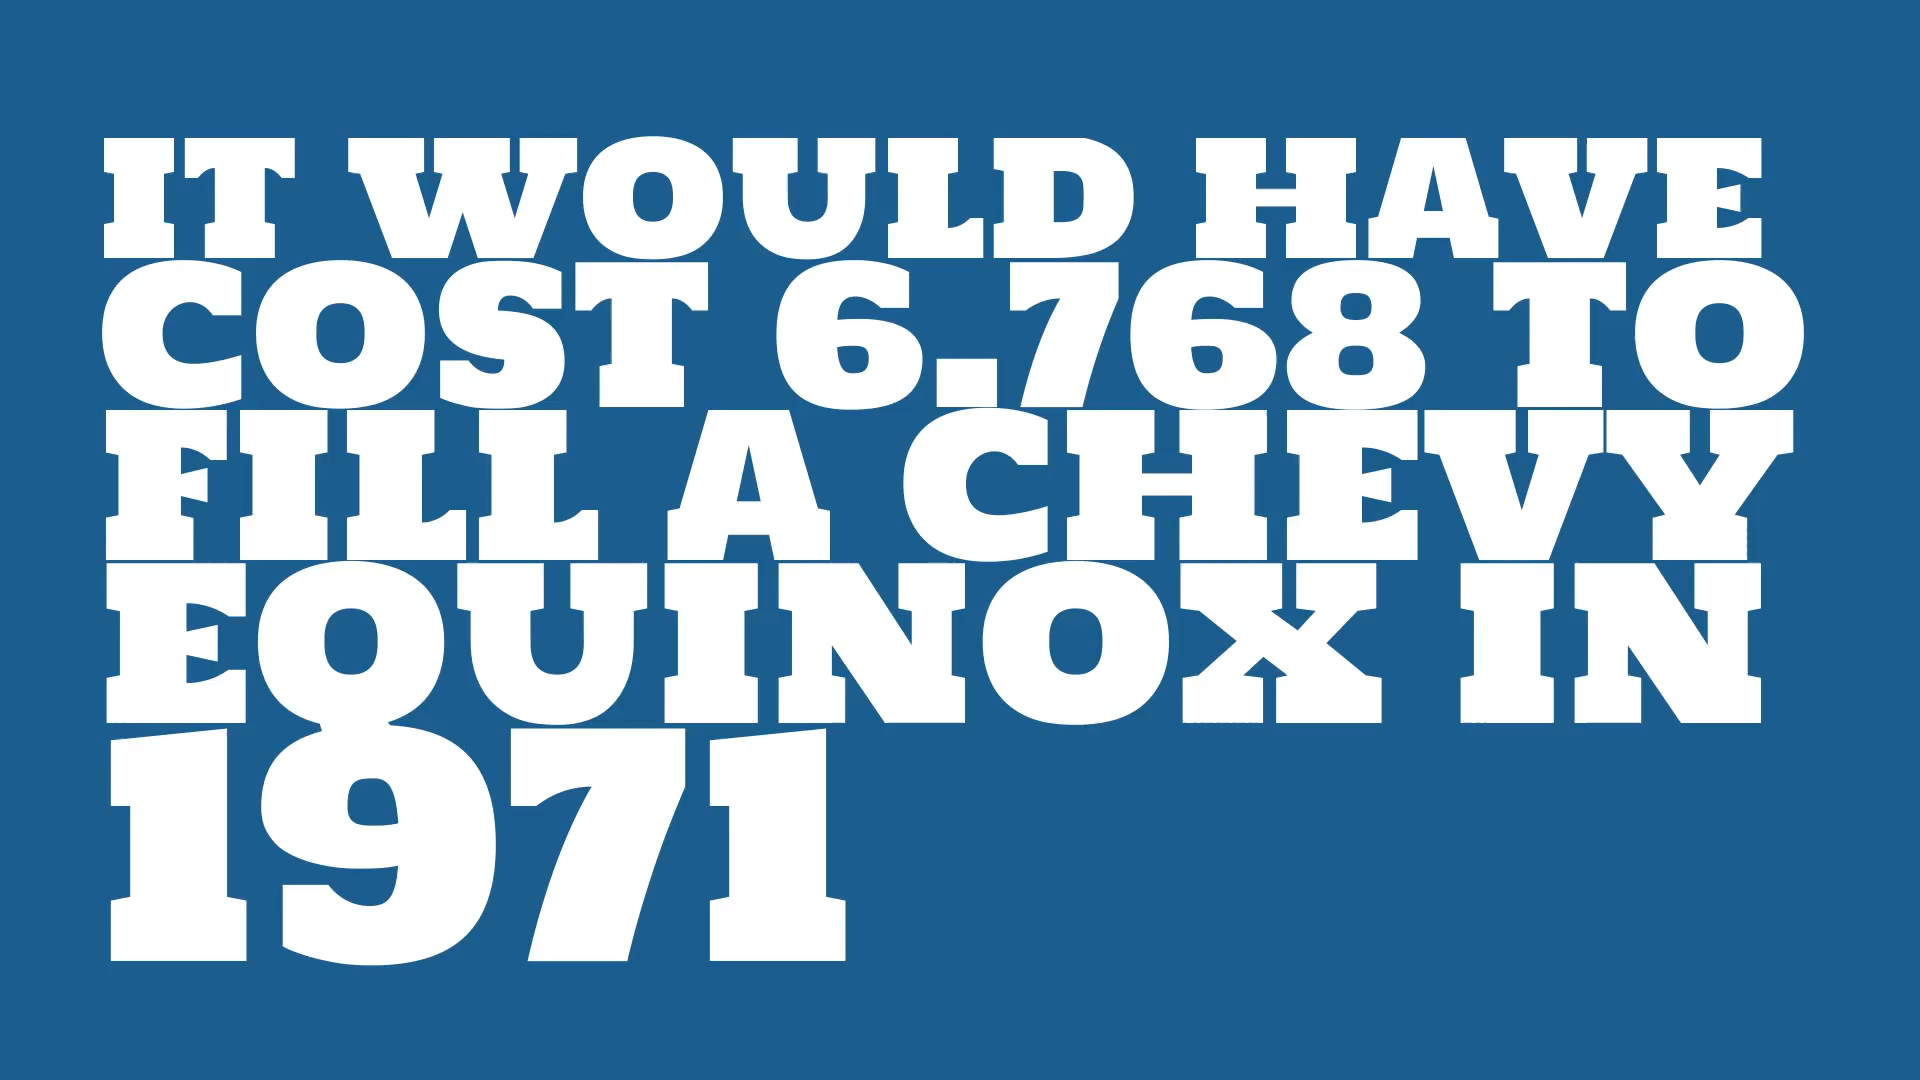 IT WOULD HAVE
COST 6.768 TO
FILL A CHEVY
EQUINOX IN
1971